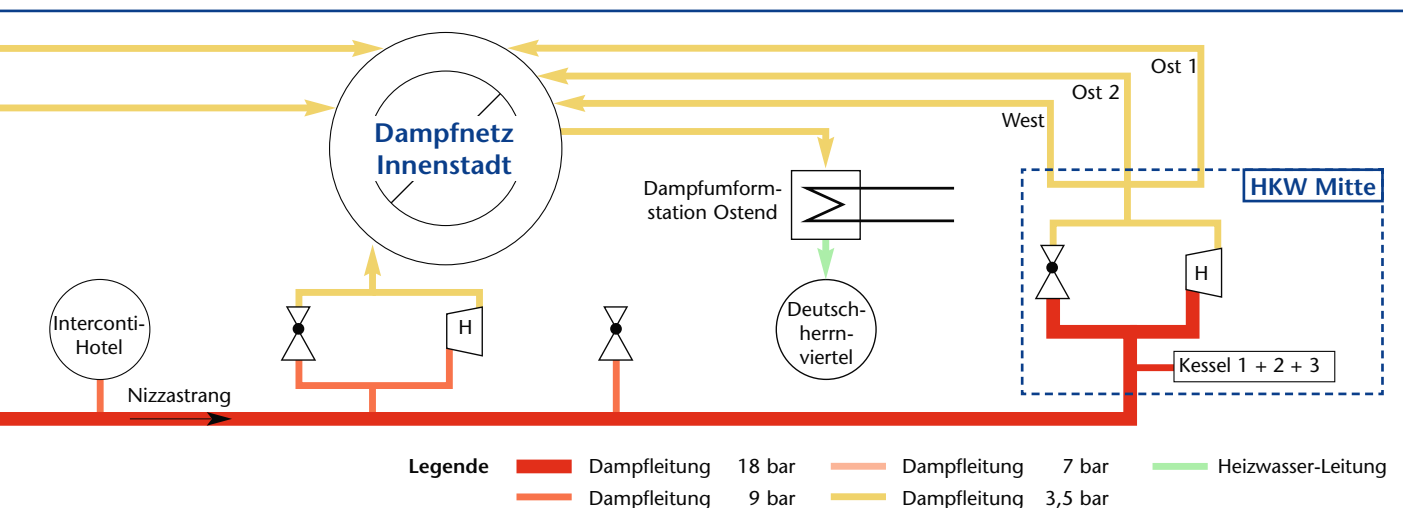 Ost 1
Ost 2
West
Dampfnetz
Innenstadt
HKW Mitte
Dampfumform-
station Ostend
H
Interconti-
Hotel
H
Deutsch-
herrn-
viertel
Kessel 1 + 2 + 3
Nizzastrang
Legende Dampfleitung 18 bar Dampfleitung 7 bar Heizwasser-Leitung
Dampfleitung 9 bar Dampfleitung 3,5 bar